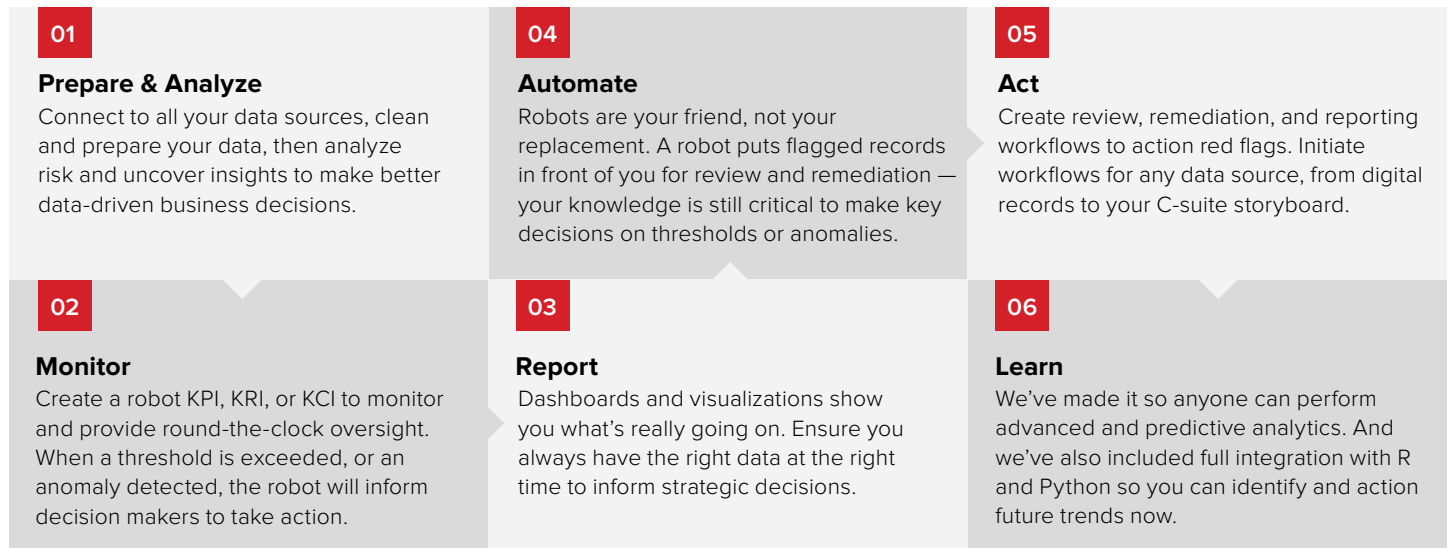 01
Prepare & Analyze
Connect to all your data sources, clean
and prepare your data, then analyze
risk and uncover insights to make better
data-driven business decisions.
02
Monitor
Create a robot KPI, KRI, or KCI to monitor
and provide round-the-clock oversight.
When a threshold is exceeded, or an
anomaly detected, the robot will inform
decision makers to take action.
03
Report
Dashboards and visualizations show
you what’s really going on. Ensure you
always have the right data at the right
time to inform strategic decisions.
04
Automate
Robots are your friend, not your
replacement. A robot puts flagged records
in front of you for review and remediation —
your knowledge is still critical to make key
decisions on thresholds or anomalies.
05
Act
Create review, remediation, and reporting
workflows to action red flags. Initiate
workflows for any data source, from digital
records to your C-suite storyboard.
06
Learn
We’ve made it so anyone can perform
advanced and predictive analytics. And
we’ve also included full integration with R
and Python so you can identify and action
future trends now.